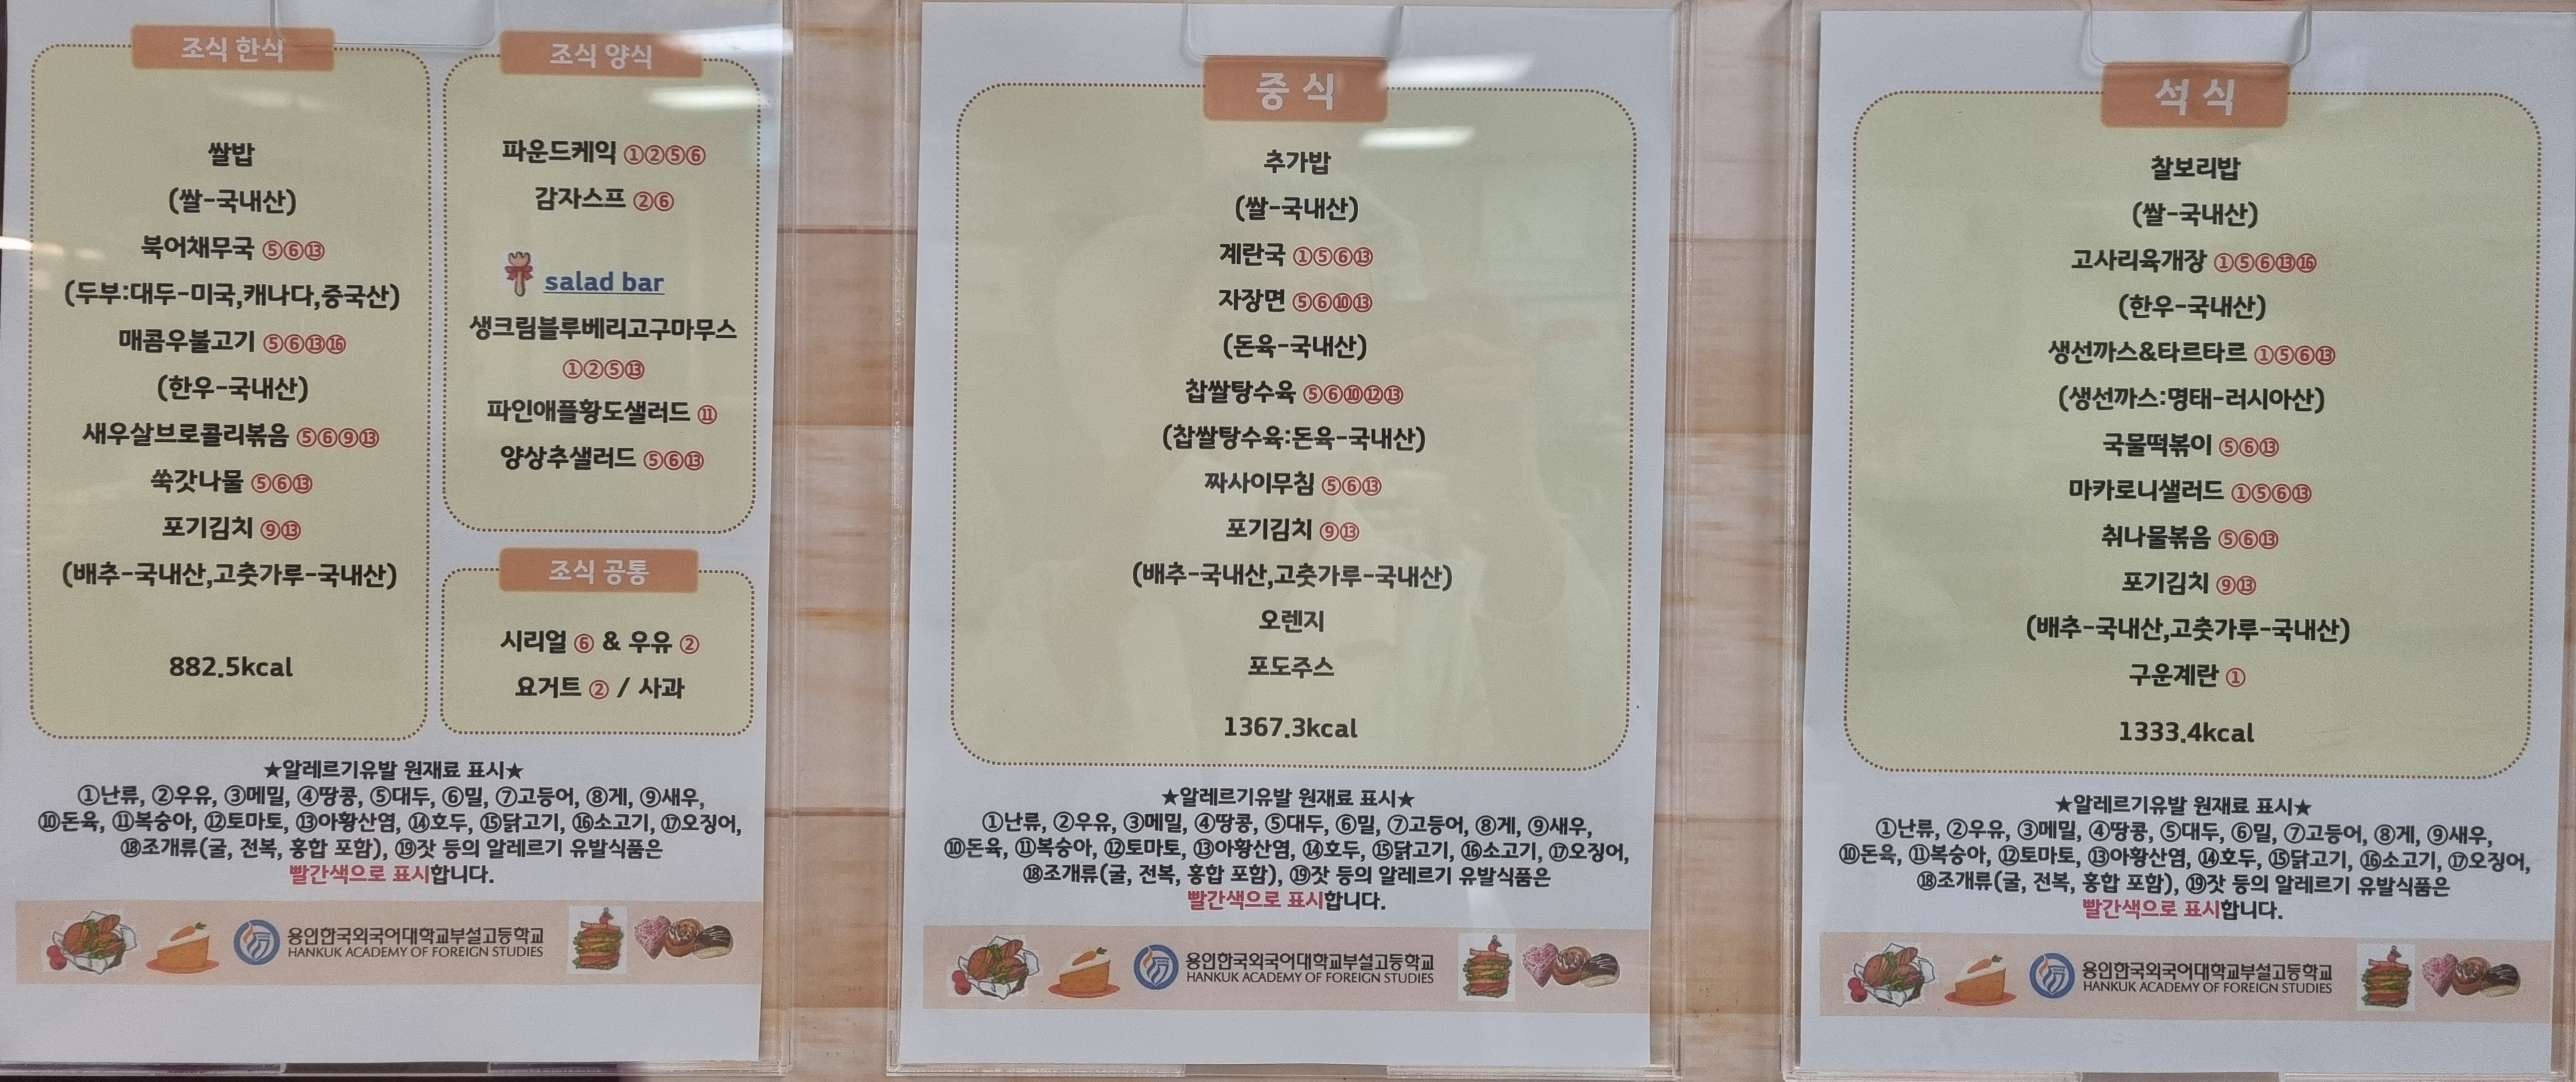 조식 한식
쌀밥
(쌀-국내산)
북어채무국 ⑤⑥⑬
(두부:대두-미국,캐나다,중국산)
매콤우불고기 ⑤⑥⑬⑯
(한우-국내산)
새우살브로콜리볶음 ⑤⑥⑨⑬
쑥갓나물 ⑤⑥⑬
포기김치 ⑨⑬
(배추-국내산,고춧가루-국내산)
882.5kcal
조식 양식
파운드케익 ①②⑤⑥
감자스프 ②⑥
salad bar
생크림블루베리고구마무스
①②⑤⑬
파인애플황도샐러드 ⑪
양상추샐러드 ⑤⑥⑬
조식 공통
시리얼 ⑥ & 우유 ②
요거트 ② / 사과
★알레르기유발 원재료 표시★
①난류, ②우유, ③메밀, ④땅콩, ⑤대두, ⑥밀, ⑦고등어, ⑧게, ⑨새우,
⑩돈육, ⑪복숭아, ⑫토마토, ⑬아황산염, ⑭호두, ⑮닭고기, ⑯소고기, ⑰오징어,
⑱조개류(굴, 전복, 홍합 포함), ⑲잣 등의 알레르기 유발식품은
빨간색으로 표시합니다.
용인한국외국어대학교부설고등학교
HANKUK ACADEMY OF FOREIGN STUDIES
중 식
추가밥
(쌀-국내산)
계란국 ①⑤⑥⑬
자장면 ⑤⑥⑩⑬
(돈육-국내산)
찹쌀탕수육 ⑤⑥⑩⑫⑬
(찹쌀탕수육:돈육-국내산)
짜사이무침 ⑤⑥⑬
포기김치 ⑨⑬
(배추-국내산,고춧가루-국내산)
오렌지
포도주스
1367.3kcal
★알레르기유발 원재료 표시★
①난류, ②우유, ③메밀, ④땅콩, ⑤대두, ⑥밀, ⑦고등어, ⑧게, ⑨새우,
⑩돈육, ⑪복숭아, ⑫토마토, ⑬아황산염, ⑭호두, ⑮닭고기, ⑯소고기, ⑰오징어,
⑱조개류(굴, 전복, 홍합 포함), ⑲잣 등의 알레르기 유발식품은
빨간색으로 표시합니다.
용인한국외국어대학교부설고등학교
HANKUK ACADEMY OF FOREIGN STUDIES
석 식
찰보리밥
(쌀-국내산)
고사리육개장 ①⑤⑥⑬⑯
(한우-국내산)
생선까스&타르타르 ①⑤⑥⑬
(생선까스:명태-러시아산)
국물떡볶이 ⑤⑥⑬
마카로니샐러드 ①⑤⑥⑬
취나물볶음 ⑤⑥⑬
포기김치 ⑨⑬
(배추-국내산,고춧가루-국내산)
구운계란 ①
1333.4kcal
★알레르기유발 원재료 표시★
①난류, ②우유, ③메밀, ④땅콩, ⑤대두, ⑥밀, ⑦고등어, ⑧게, ⑨새우,
⑩돈육, ⑪복숭아, ⑫토마토, ⑬아황산염, ⑭호두, ⑮닭고기, ⑯소고기, ⑰오징어,
⑱조개류(굴, 전복, 홍합 포함), ⑲잣 등의 알레르기 유발식품은
빨간색으로 표시합니다.
용인한국외국어대학교부설고등학교
HANKUK ACADEMY OF FOREIGN STUDIES